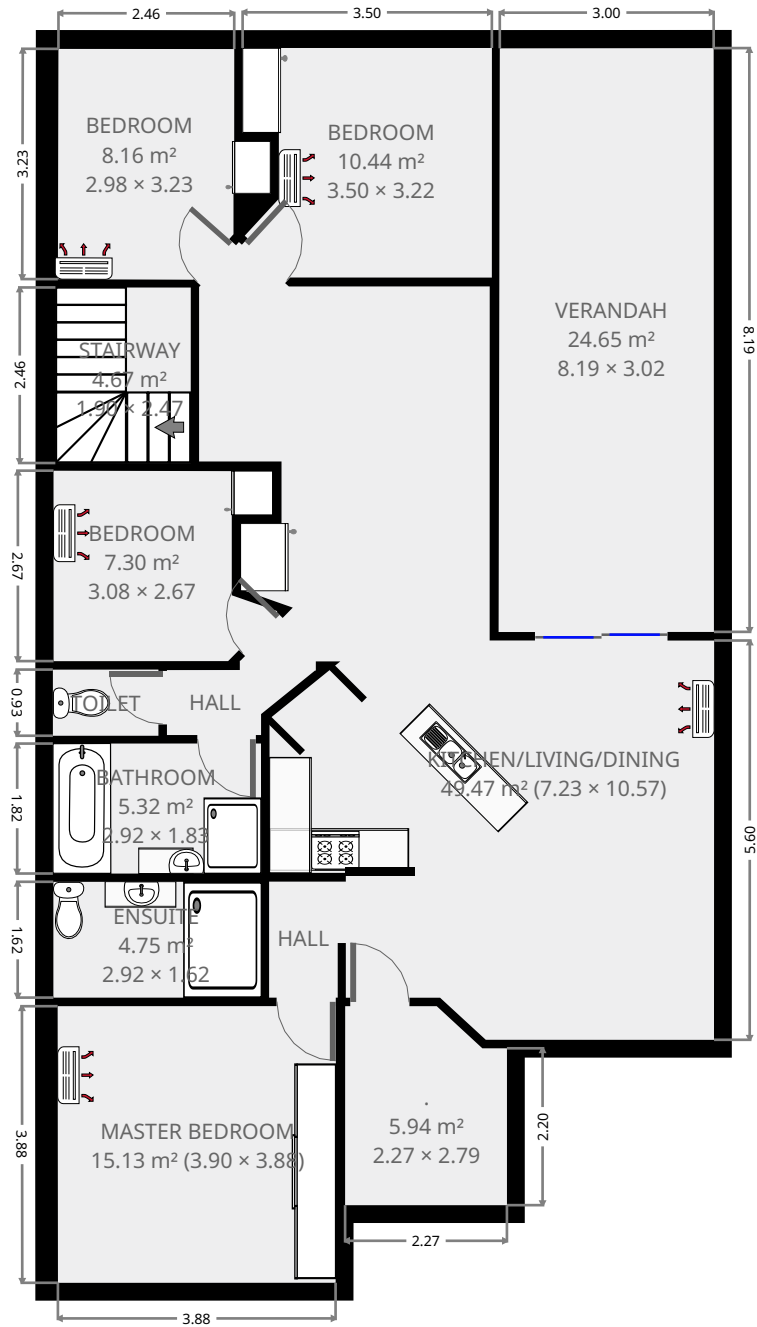 2.46
3.50
3.00
3.23
BEDROOM
8.16 m²
2.98 × 3.23
BEDROOM
10.44 m²
3.50 × 3.22
VERANDAH
24.65 m²
8.19 × 3.02
8.19
STAIRWAY
4.67 m²
1.90 × 2.47
2.46
BEDROOM
7.30 m²
3.08 × 2.67
2.67
TOILET
HALL
0.93
KITCHEN/LIVING/DINING
49.47 m² (7.23 × 10.57)
BATHROOM
5.32 m²
2.92 × 1.83
1.82
5.60
ENSUITE
4.75 m²
2.92 × 1.62
1.62
HALL
MASTER BEDROOM
15.13 m² (3.90 × 3.88)
3.88
.
5.94 m²
2.27 × 2.79
2.20
2.27
3.88